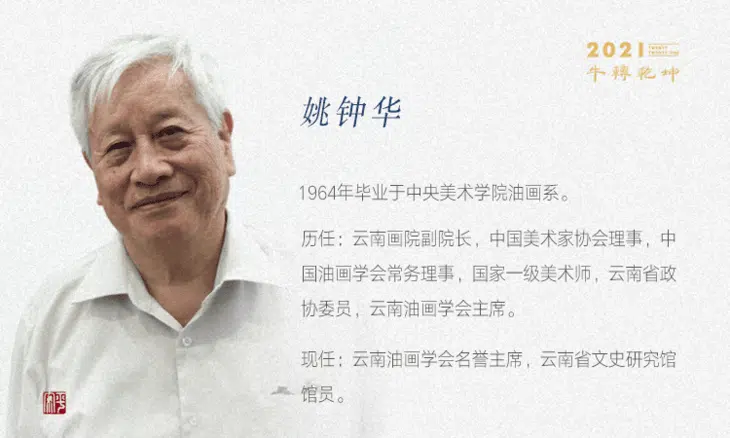 2021
牛转乾坤
姚钟华
1964年毕业于中央美术学院油画系。
历任：云南画院副院长，中国美术家协会理事，中
国油画学会常务理事，国家一级美术师，云南省政
协委员，云南油画学会主席。
现任：云南油画学会名誉主席，云南省文史研究馆
馆员。